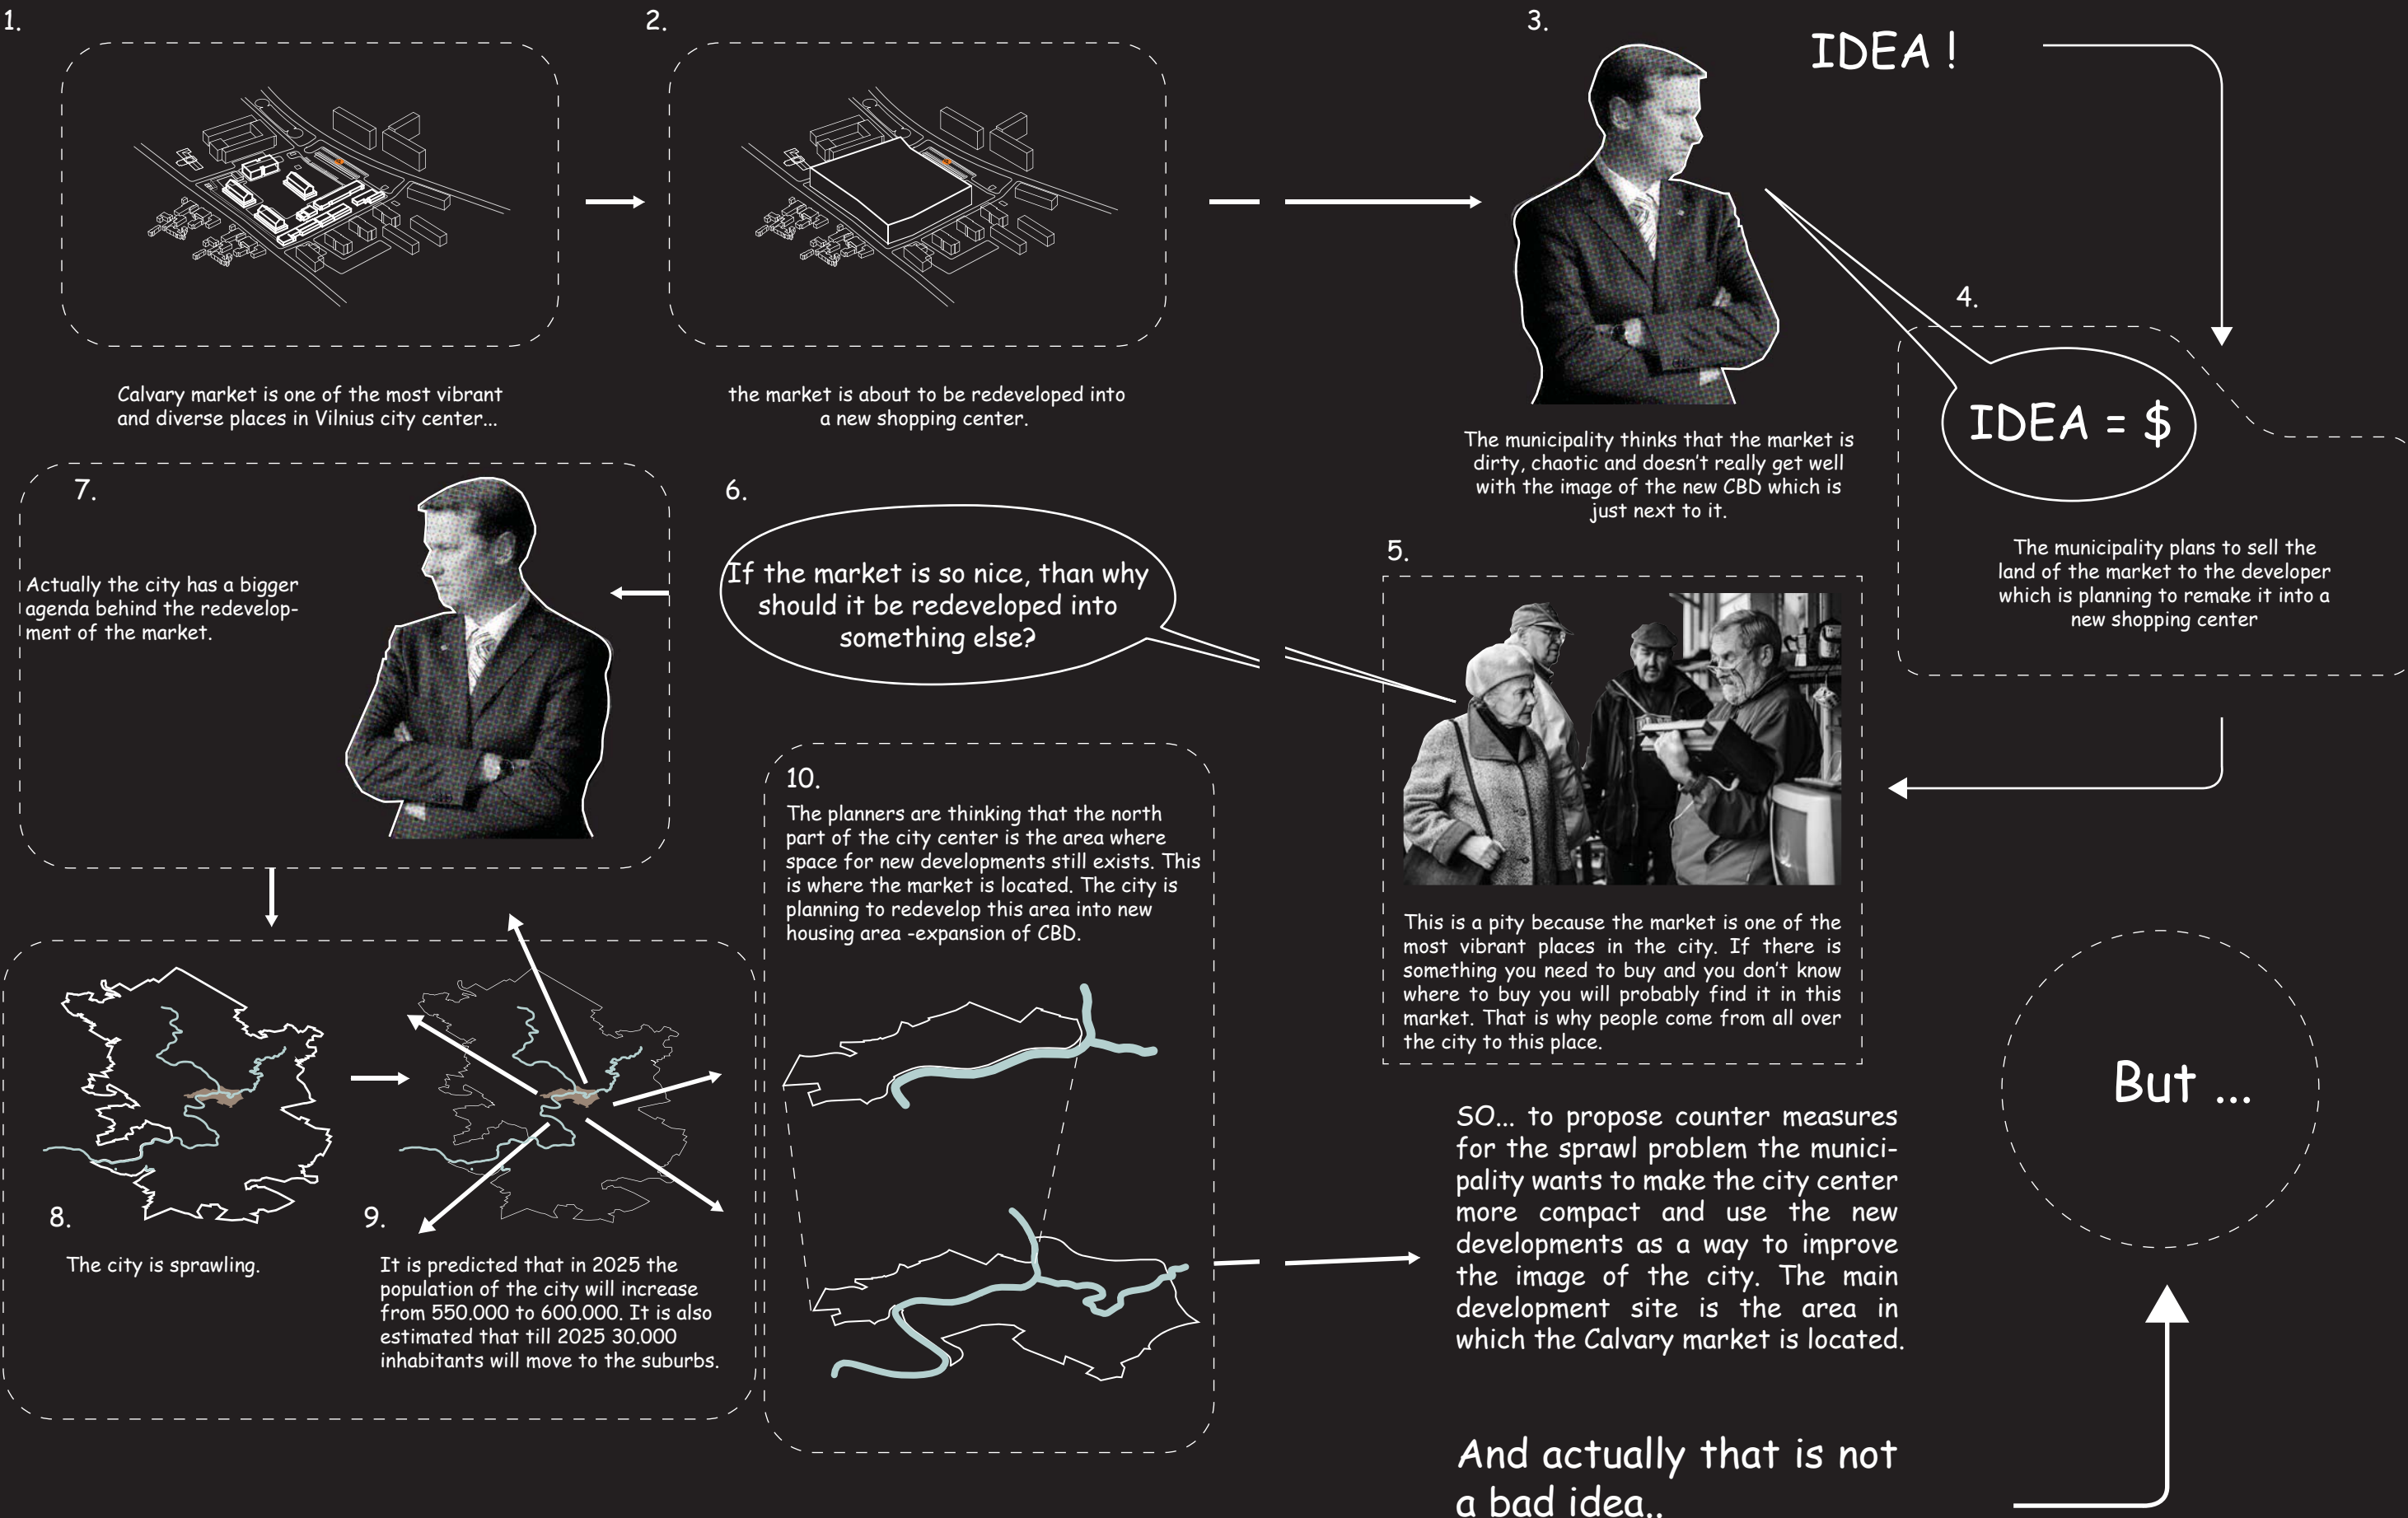 1.
Calvary market is one of the most vibrant
and diverse places in Vilnius city center...
2.
the market is about to be redeveloped into
a new shopping center.
3.
IDEA !
The municipality thinks that the market is
dirty, chaotic and doesn't really get well
with the image of the new CBD which is
just next to it.
4.
IDEA = $
The municipality plans to sell the
land of the market to the developer
which is planning to remake it into a
new shopping center
5.
This is a pity because the market is one of the
most vibrant places in the city. If there is
something you need to buy and you don't know
where to buy you will probably find it in this
market. That is why people come from all over
the city to this place.
6.
If the market is so nice, than why
should it be redeveloped into
something else?
7.
Actually the city has a bigger
agenda behind the redevelop-
ment of the market.
8.
The city is sprawling.
9.
It is predicted that in 2025 the
population of the city will increase
from 550.000 to 600.000. It is also
estimated that till 2025 30.000
inhabitants will move to the suburbs.
10.
The planners are thinking that the north
part of the city center is the area where
space for new developments still exists. This
is where the market is located. The city is
planning to redevelop this area into new
housing area -expansion of CBD.
SO... to propose counter measures
for the sprawl problem the munici-
pality wants to make the city center
more compact and use the new
developments as a way to improve
the image of the city. The main
development site is the area in
which the Calvary market is located.
And actually that is not
a bad idea..
But ...